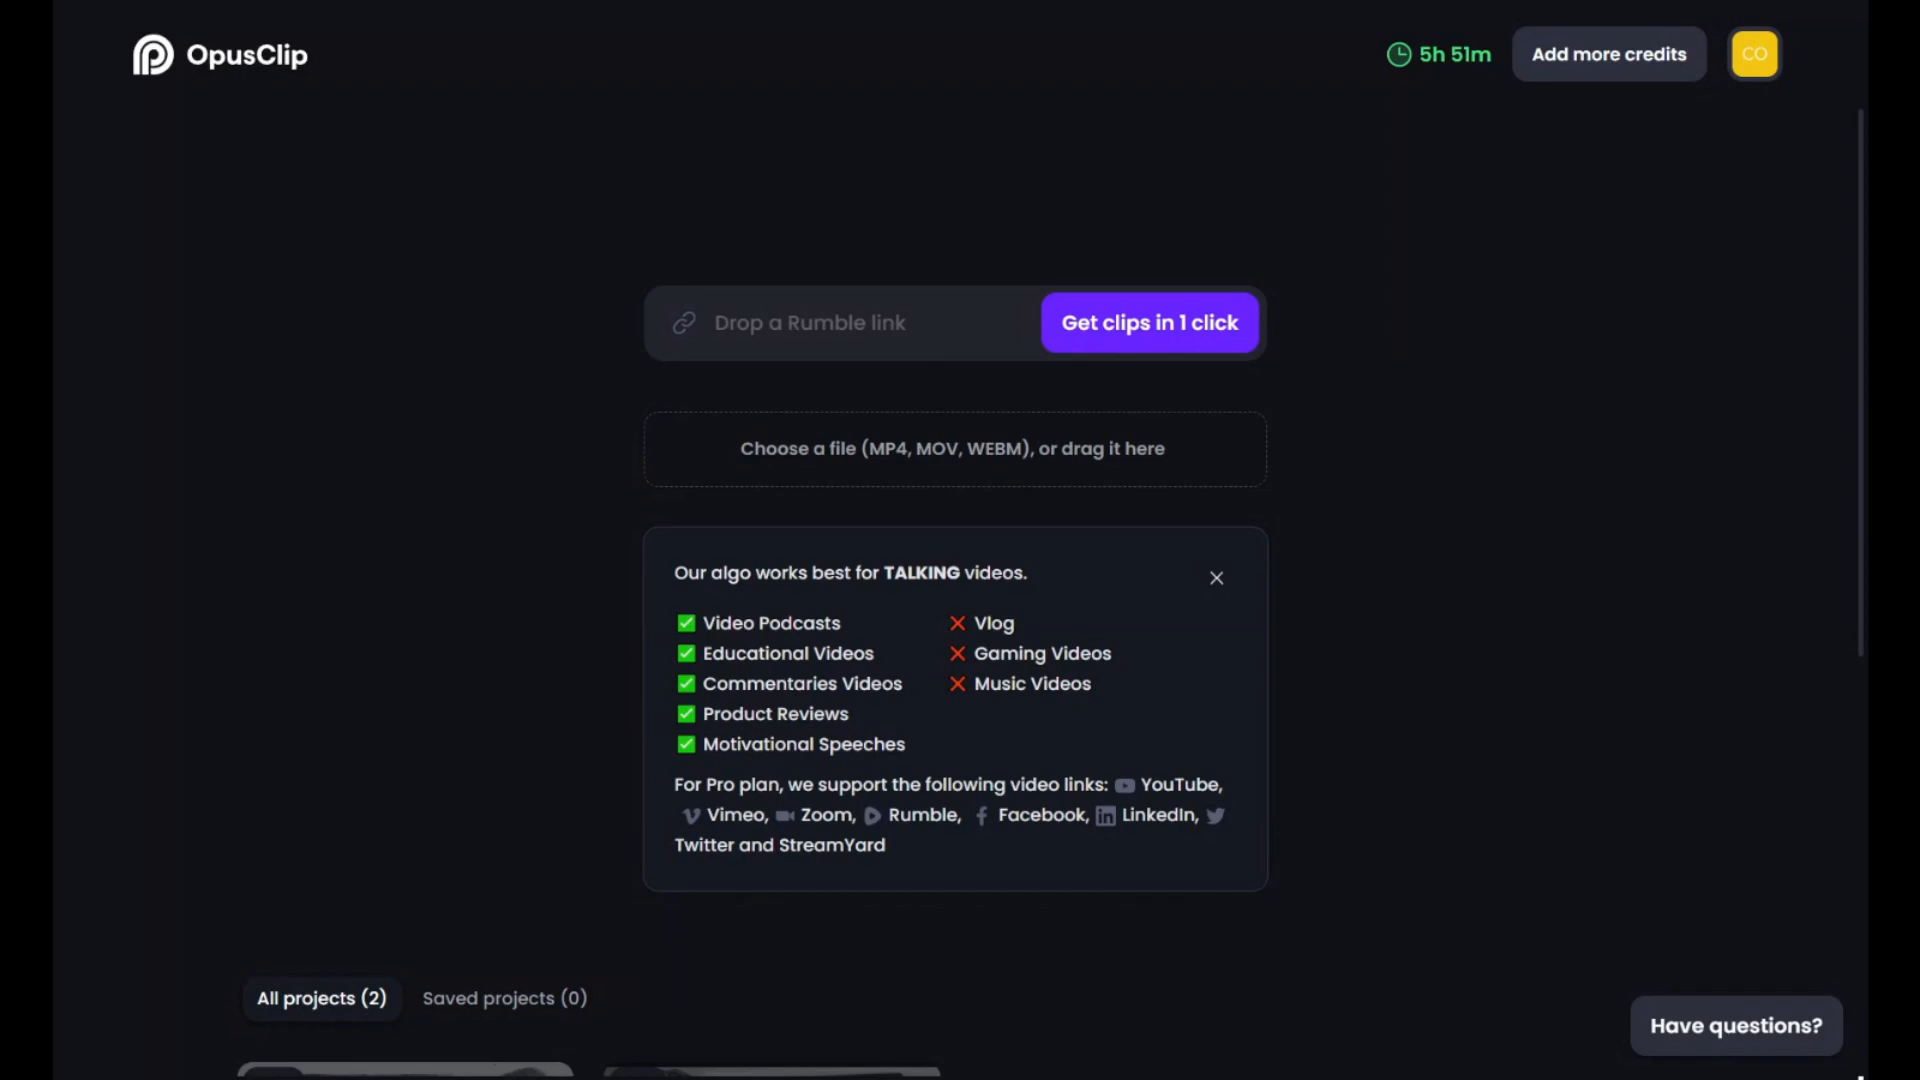 OpusClip
5h 51m
Add more credits
CO
Drop a Rumble link
Get clips in 1 click
Choose a file (MP4, MOV, WEBM), or drag it here
Our algo works best for TALKING videos.
Video Podcasts
Educational Videos
Commentaries Videos
Product Reviews
Motivational Speeches
Vlog
Gaming Videos
Music Videos
For Pro plan, we support the following video links: YouTube,
Vimeo, Zoom, Rumble, Facebook, LinkedIn,
Twitter and StreamYard
All projects (2)
Saved projects (0)
Have questions?